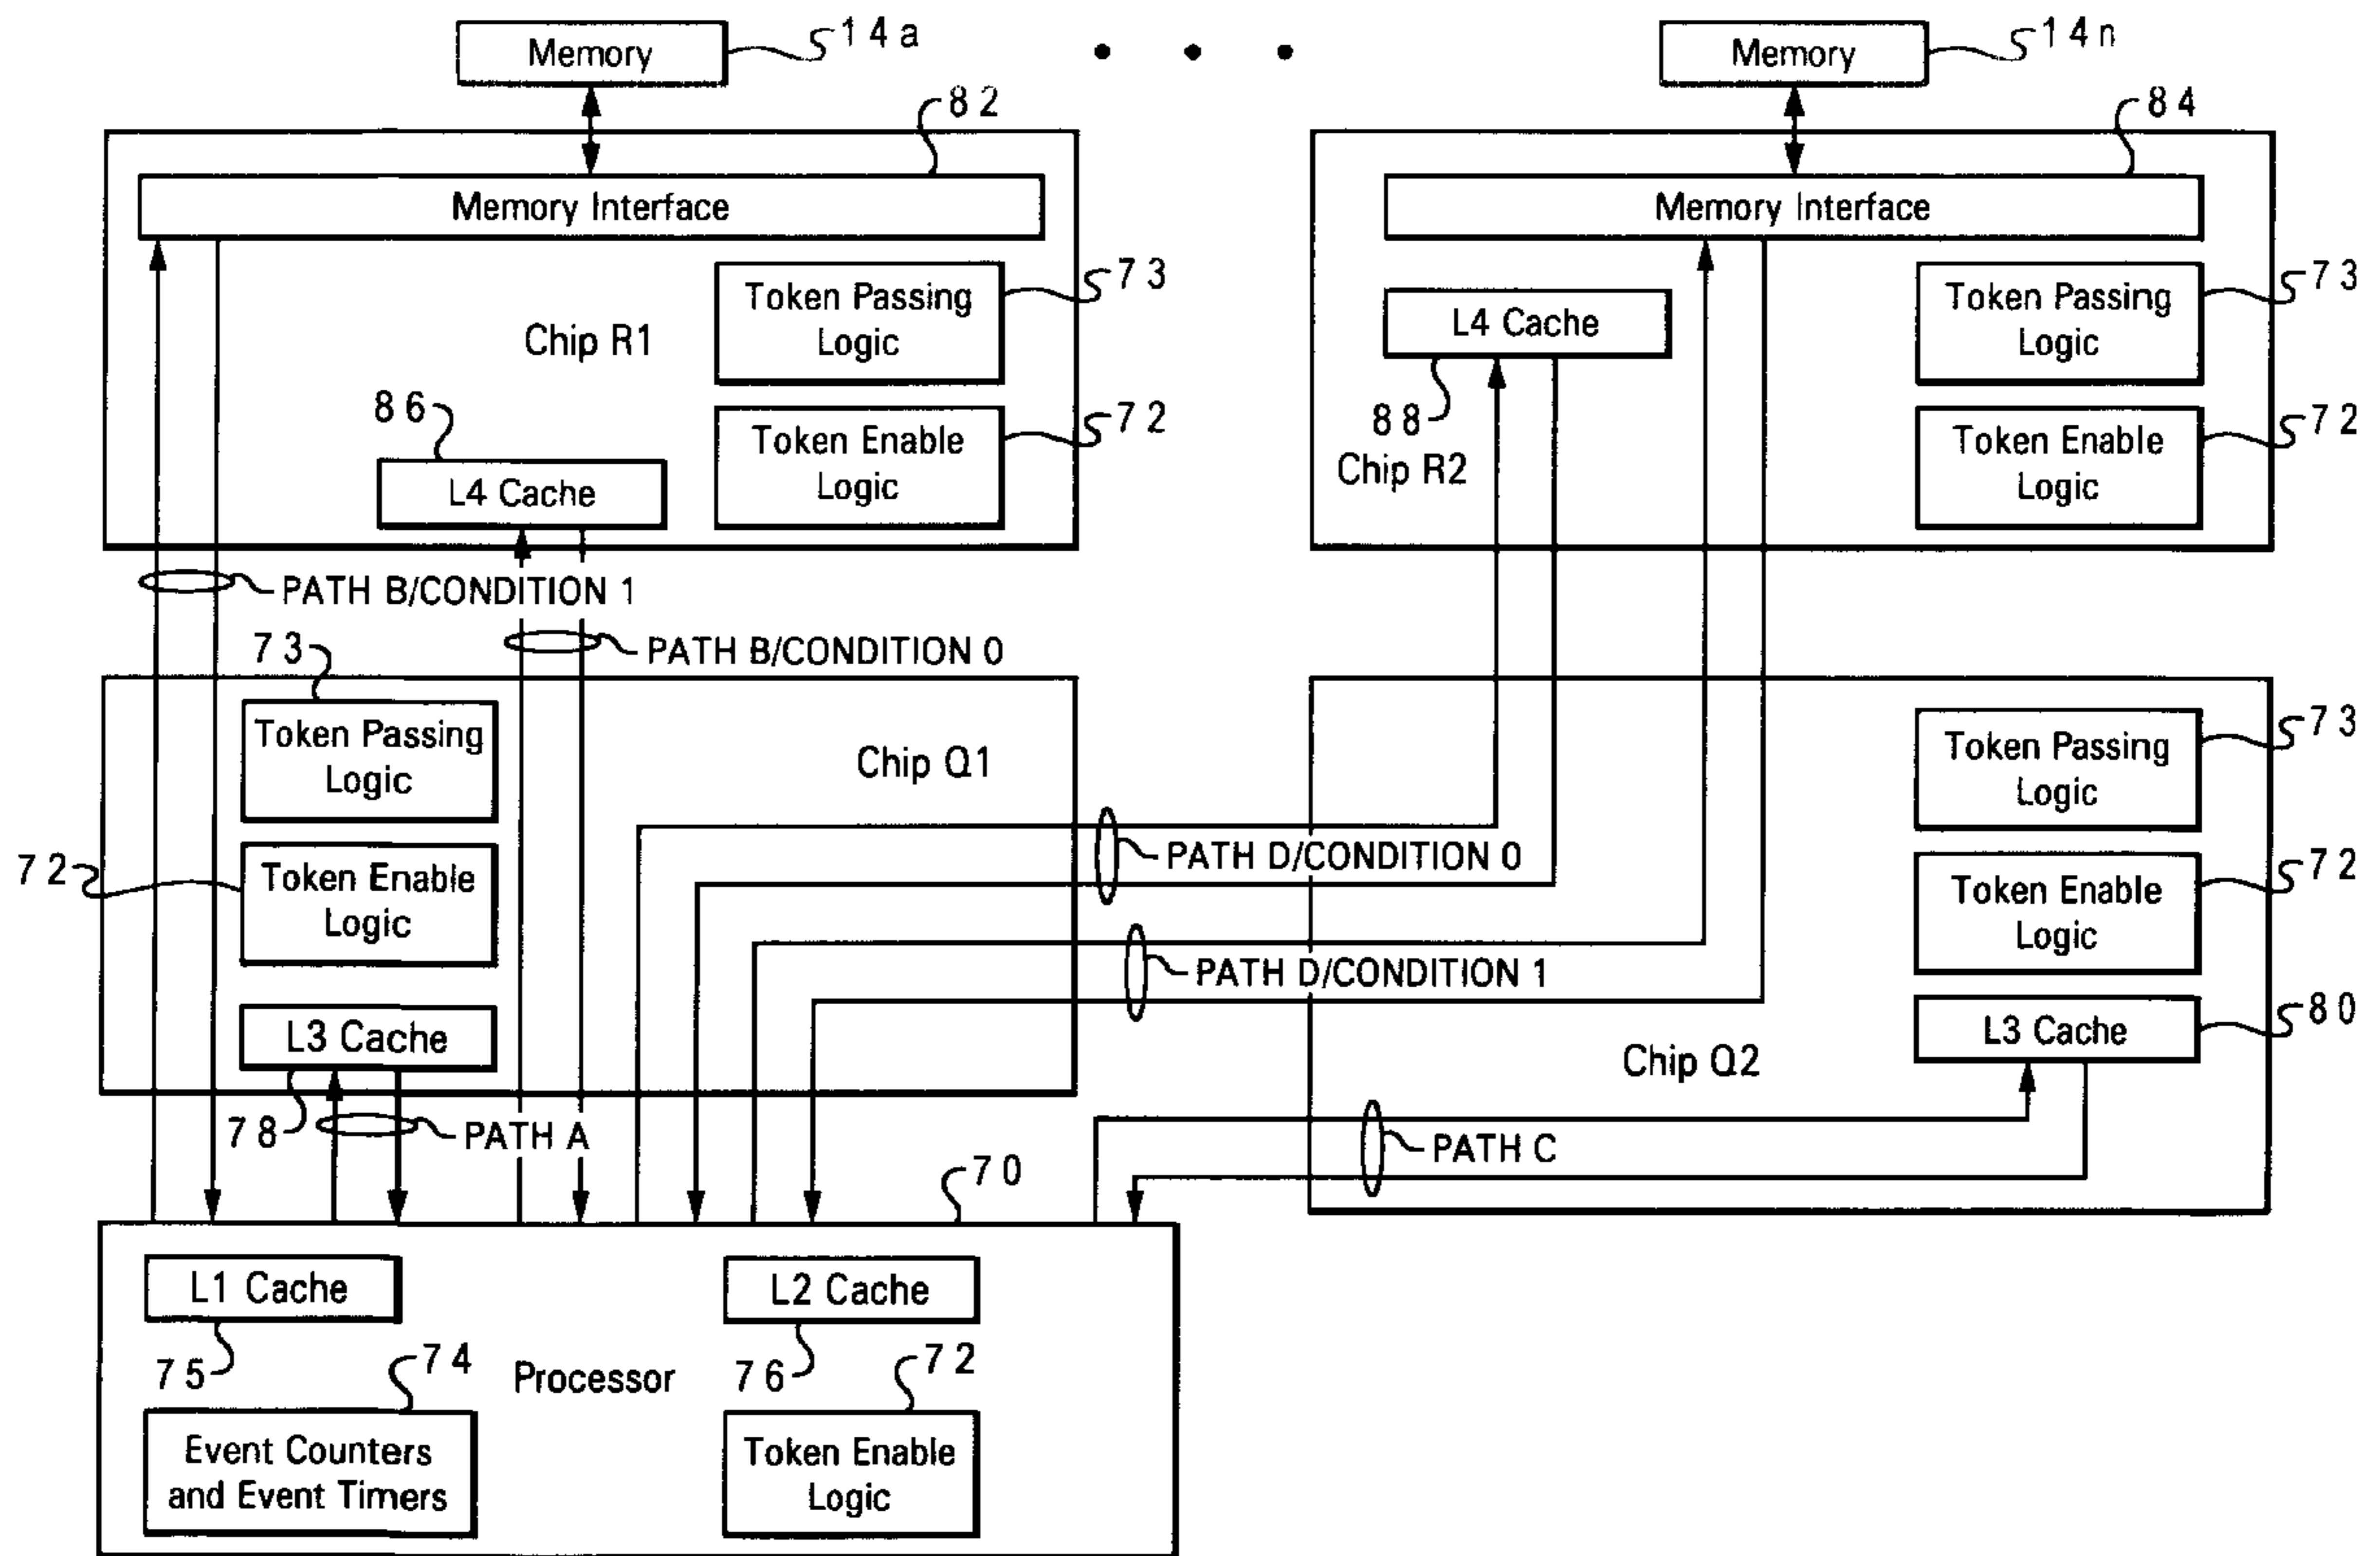 Memory
14a
Memory
14n
82
84
Memory Interface
Memory Interface
Token Passing
Logic
73
Chip R1
L4 Cache
Token Passing
Logic
73
86
Token Enable
Logic
72
L4 Cache
88
Chip R2
Token Enable
Logic
72
PATH B/CONDITION 1
PATH B/CONDITION 0
73
Token Passing
Logic
Chip Q1
Token Passing
Logic
73
72
Token Enable
Logic
PATH D/CONDITION 0
Token Enable
Logic
72
PATH D/CONDITION 1
L3 Cache
78
PATH A
Chip Q2
L3 Cache
80
PATH C
70
L1 Cache
75
L2 Cache
76
74
Processor
72
Event Counters
and Event Timers
Token Enable
Logic